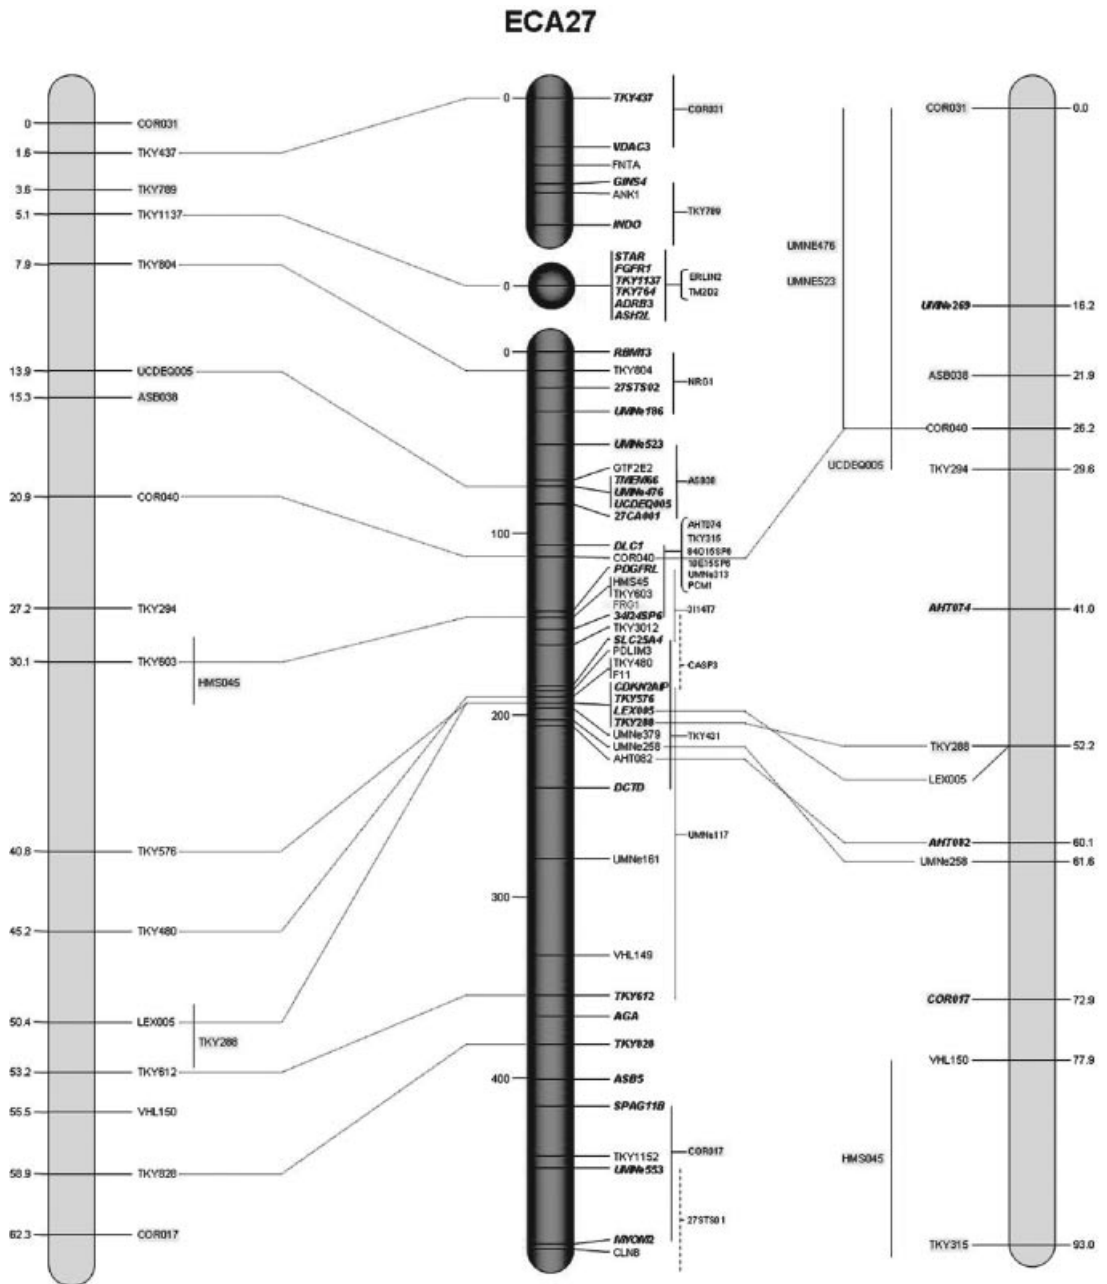 ECA27
0 COR031
1.6 TKY437
3.6 TKY789
5.1 TKY1137
7.9 TKY804
13.9 UCDEQ005
15.3 ASB038
20.9 COR040
27.2 TKY294
30.1 TKY603
HMS045
40.8 TKY576
45.2 TKY480
50.4 LEX005
TKY288
53.2 TKY612
55.5 VHL150
58.9 TKY828
62.3 COR017
0 TKY437
COR031
VDAC3
FNTA
GINS4
ANK1
TKY789
INDO
STAR
FGFR1
0 TKY1137
TKY764
ADRB3
ASH2L
ERLIN2
TM2D2
0 RBM13
TKY804
27STS02
NRG1
UMNe186
UMNe523
GTF2E2
TMEM66
UMNe476
UCDEQ005
27CA001
ASB38
100
DLC1
COR040
PDGFRL
HMS45
TKY603
FRG1
34I24SP6
TKY3012
SLC25A4
PDLIM3
TKY480
F11
CDKN2AIP
TKY576
LEX005
200 TKY288
UMNe379
UMNe258
AHT082
DCTD
AHT074
TKY315
84O15SP6
UMNe313
PCM1
CASP3
TKY431
UMNe117
UMNe161
300
VHL149
TKY612
AGA
TKY828
400 ASB5
SPAG11B
TKY1152
UMNe553
COR017
27STS01
MYOM2
CLN8
COR031 0.0
UMNE476
UMNE523
UMNe269 16.2
ASB038 21.9
COR040 26.2
UCDEQ005
TKY294 29.6
AHT074 41.0
TKY288 52.2
LEX005
AHT082 60.1
UMNe258 61.6
COR017 72.9
VHL150 77.9
HMS045
TKY315 93.0